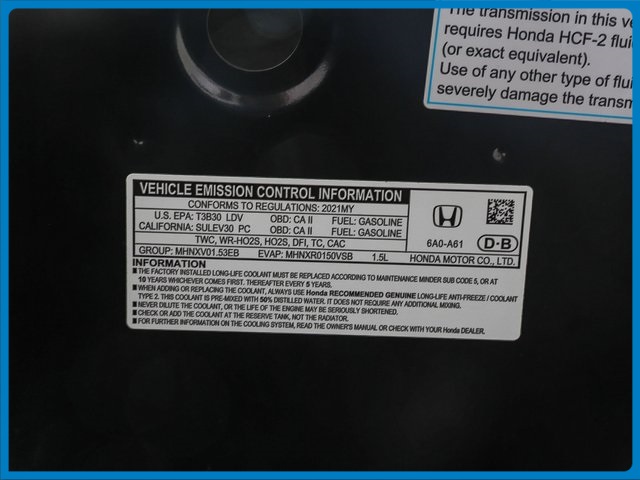 The transmission in this
requires Honda HCF-2
(or exact equivalent).
Use of any other type of
severely damage the
VEHICLE EMISSION CONTROL INFORMATION
CONFORMS TO REGULATIONS: 2021MY
U.S. EPA: T3B30 LDV OBD: CA II FUEL: GASOLINE
CALIFORNIA: SULEV30 PC OBD: CA II FUEL: GASOLINE
TWC, WR-HO2S, HO2S, DFI, TC, CAC
GROUP: MHNXV01.53EB EVAP: MHNXR0150VSB 1.5L
6A0-A61
D-B
HONDA MOTOR CO., LTD.
INFORMATION
■ THE FACTORY INSTALLED LONG-LIFE COOLANT MUST BE CHANGED ACCORDING TO MAINTENANCE MINDER SUB CODE 5, OR AT
10 YEARS WHICHEVER COMES FIRST. THEREAFTER EVERY 5 YEARS.
■ WHEN ADDING OR REPLACING THE COOLANT, ALWAYS USE Honda RECOMMENDED GENUINE LONG-LIFE ANTI-FREEZE / COOLANT
TYPE 2. THIS COOLANT IS PRE-MIXED WITH 50% DISTILLED WATER. IT DOES NOT REQUIRE ANY ADDITIONAL MIXING.
■ NEVER DILUTE THE COOLANT, OR THE LIFE OF THE ENGINE MAY BE SERIOUSLY SHORTENED.
■ CHECK OR ADD THE COOLANT AT THE RESERVE TANK, NOT THE RADIATOR.
■ FOR FURTHER INFORMATION ON THE COOLING SYSTEM, READ THE OWNER'S MANUAL OR CHECK WITH YOUR Honda DEALER.